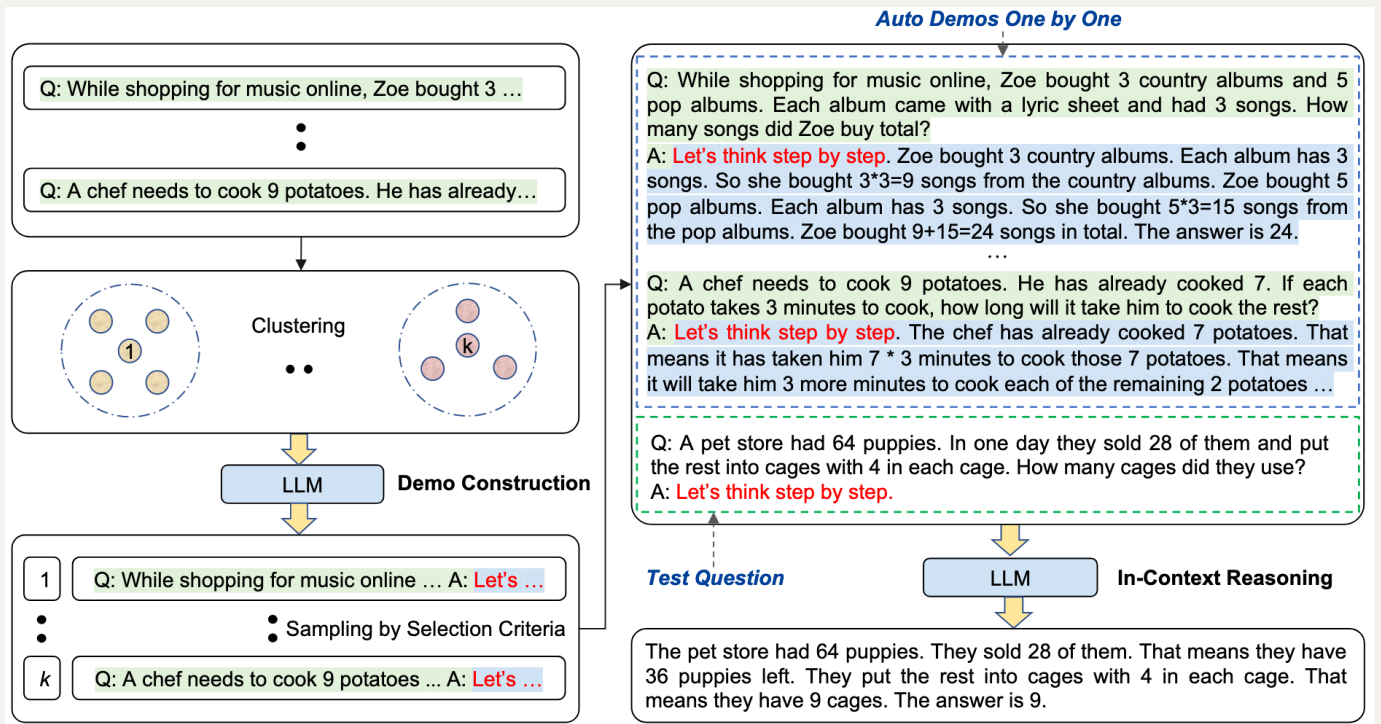 Q: While shopping for music online, Zoe bought 3 …
Q: A chef needs to cook 9 potatoes. He has already…
Clustering
1
k
LLM
Demo Construction
1
Q: While shopping for music online … A: Let's …
Sampling by Selection Criteria
k
Q: A chef needs to cook 9 potatoes ... A: Let's …
Auto Demos One by One
Q: While shopping for music online, Zoe bought 3 country albums and 5
pop albums. Each album came with a lyric sheet and had 3 songs. How
many songs did Zoe buy total?
A: Let's think step by step. Zoe bought 3 country albums. Each album has 3
songs. So she bought 3*3=9 songs from the country albums. Zoe bought 5
pop albums. Each album has 3 songs. So she bought 5*3=15 songs from
the pop albums. Zoe bought 9+15=24 songs in total. The answer is 24.
…
Q: A chef needs to cook 9 potatoes. He has already cooked 7. If each
potato takes 3 minutes to cook, how long will it take him to cook the rest?
A: Let's think step by step. The chef has already cooked 7 potatoes. That
means it has taken him 7 * 3 minutes to cook those 7 potatoes. That means
it will take him 3 more minutes to cook each of the remaining 2 potatoes …
Q: A pet store had 64 puppies. In one day they sold 28 of them and put
the rest into cages with 4 in each cage. How many cages did they use?
A: Let's think step by step.
Test Question
LLM
In-Context Reasoning
The pet store had 64 puppies. They sold 28 of them. That means they have
36 puppies left. They put the rest into cages with 4 in each cage. That
means they have 9 cages. The answer is 9.